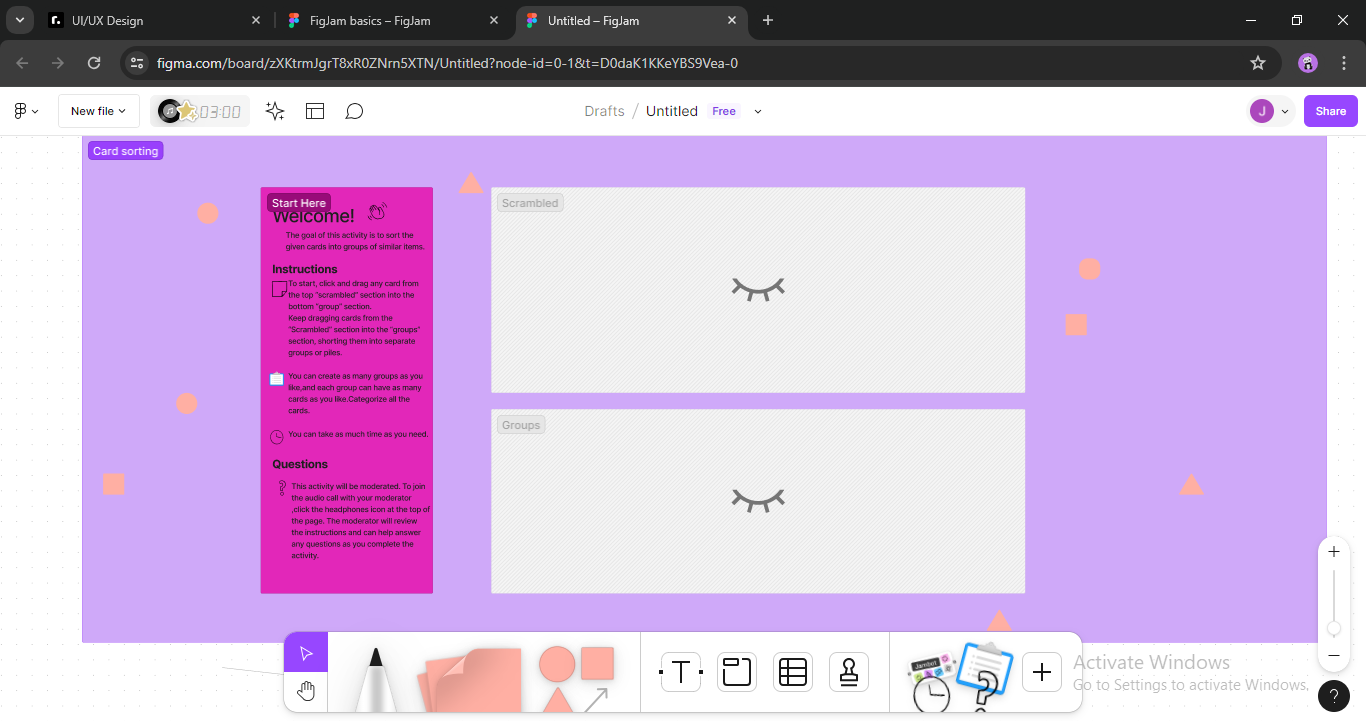 UI/UX Design
FigJam basics – FigJam
Untitled – FigJam
figma.com/board/zXKtrmJgrT8xR0ZNrn5XTN/Untitled?node-id=0-1&t=D0daK1KKeYBS9Vea-0
New file
03:00
Drafts / Untitled Free
J
Share
Card sorting
Start Here
Welcome!
The goal of this activity is to sort the
given cards into groups of similar items.
Instructions
To start, click and drag any card from
the top "scrambled" section into the
bottom "group" section.
Keep dragging cards from the
"Scrambled" section into the "groups"
section, shorting them into separate
groups or piles.
You can create as many groups as you
like,and each group can have as many
cards as you like.Categorize all the
cards.
You can take as much time as you need.
Questions
This activity will be moderated. To join
the audio call with your moderator
,click the headphones icon at the top of
the page. The moderator will review
the instructions and can help answer
any questions as you complete the
activity.
Scrambled
Groups
T
Jambot
?
Activate Windows
Go to Settings to activate Windows.
?